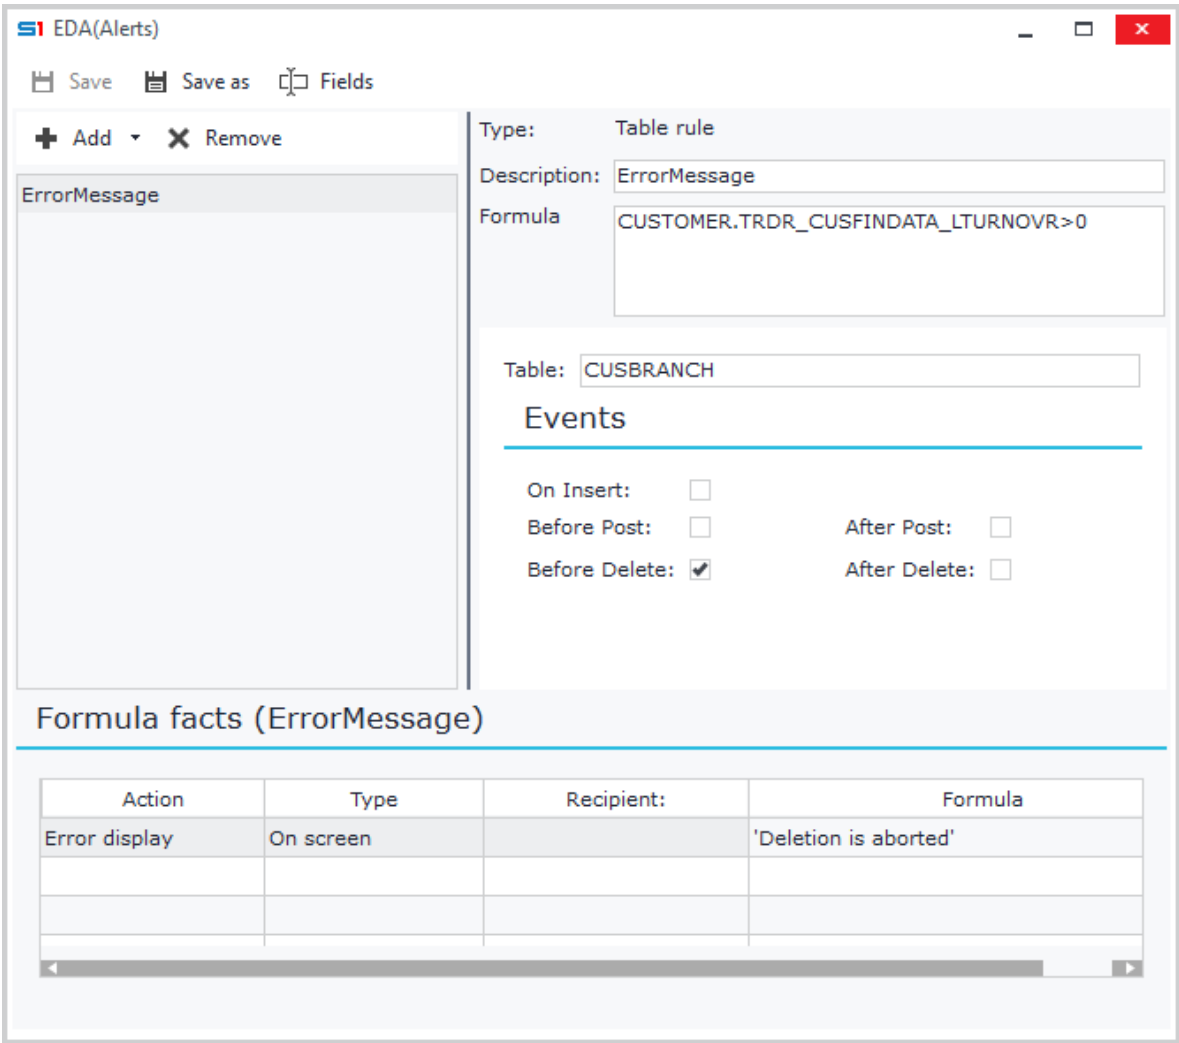 S1 EDA(Alerts)
Save Save as Fields
Add Remove
ErrorMessage
Type: Table rule
Description: ErrorMessage
Formula CUSTOMER.TRDR_CUSFINDATA_LTURNOVR>0
Table: CUSBRANCH
Events
On Insert:
Before Post: After Post:
Before Delete: After Delete:
Formula facts (ErrorMessage)
Action Type Recipient: Formula
Error display On screen 'Deletion is aborted'